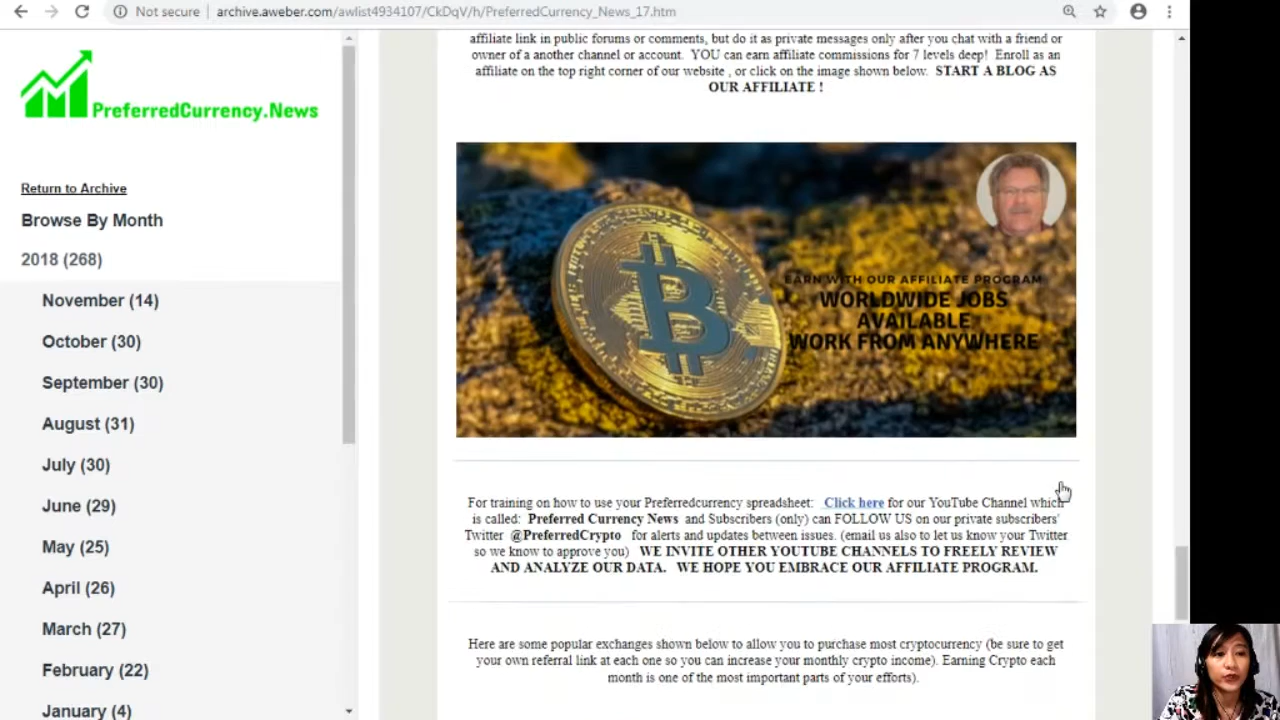 Not secure | archive.aweber.com/awlist4934107/CkDqV/h/PreferredCurrency_News_17.htm
PreferredCurrency.News
Return to Archive
Browse By Month
2018 (268)
November (14)
October (30)
September (30)
August (31)
July (30)
June (29)
May (25)
April (26)
March (27)
February (22)
January (4)
affiliate link in public forums or comments, but do it as private messages only after you chat with a friend or
owner of a another channel or account. YOU can earn affiliate commissions for 7 levels deep! Enroll as an
affiliate on the top right corner of our website , or click on the image shown below. START A BLOG AS
OUR AFFILIATE !
EARN WITH OUR AFFILIATE PROGRAM
WORLDWIDE JOBS
AVAILABLE
WORK FROM ANYWHERE
For training on how to use your Preferredcurrency spreadsheet: Click here for our YouTube Channel which
is called: Preferred Currency News and Subscribers (only) can FOLLOW US on our private subscribers'
Twitter @PreferredCrypto for alerts and updates between issues. (email us also to let us know your Twitter
so we know to approve you) WE INVITE OTHER YOUTUBE CHANNELS TO FREELY REVIEW
AND ANALYZE OUR DATA. WE HOPE YOU EMBRACE OUR AFFILIATE PROGRAM.
Here are some popular exchanges shown below to allow you to purchase most cryptocurrency (be sure to get
your own referral link at each one so you can increase your monthly crypto income). Earning Crypto each
month is one of the most important parts of your efforts).